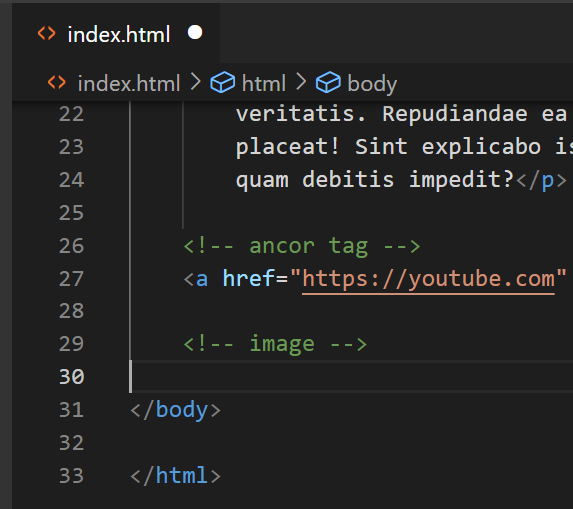 index.html
index.html > html > body
22 veritatis. Repudiandae ea
23 placeat! Sint explicabo
24 quam debitis impedit?</p>
25
26 <!-- ancor tag -->
27 <a href="https://youtube.com"
28
29 <!-- image -->
30
31 </body>
32
33 </html>